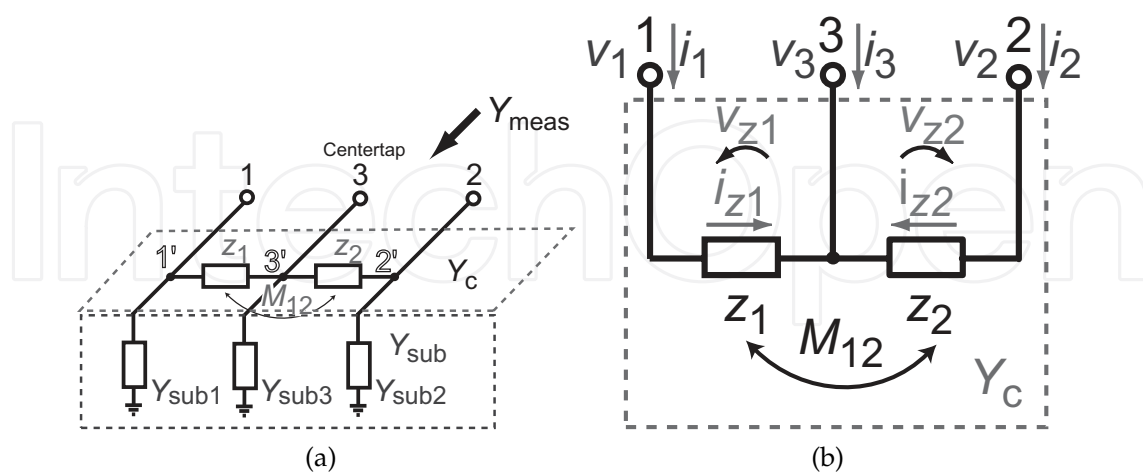 Y_meas
Centertap
1 3 2
1' z_1 3' z_2 2'
M_12
Y_c
Y_sub
Y_sub1 Y_sub3 Y_sub2
(a)
1 3 2
v_1 i_1 v_3 i_3 v_2 i_2
v_z1 v_z2
i_z1 i_z2
z_1 z_2
M_12
Y_c
(b)
IntechOpen